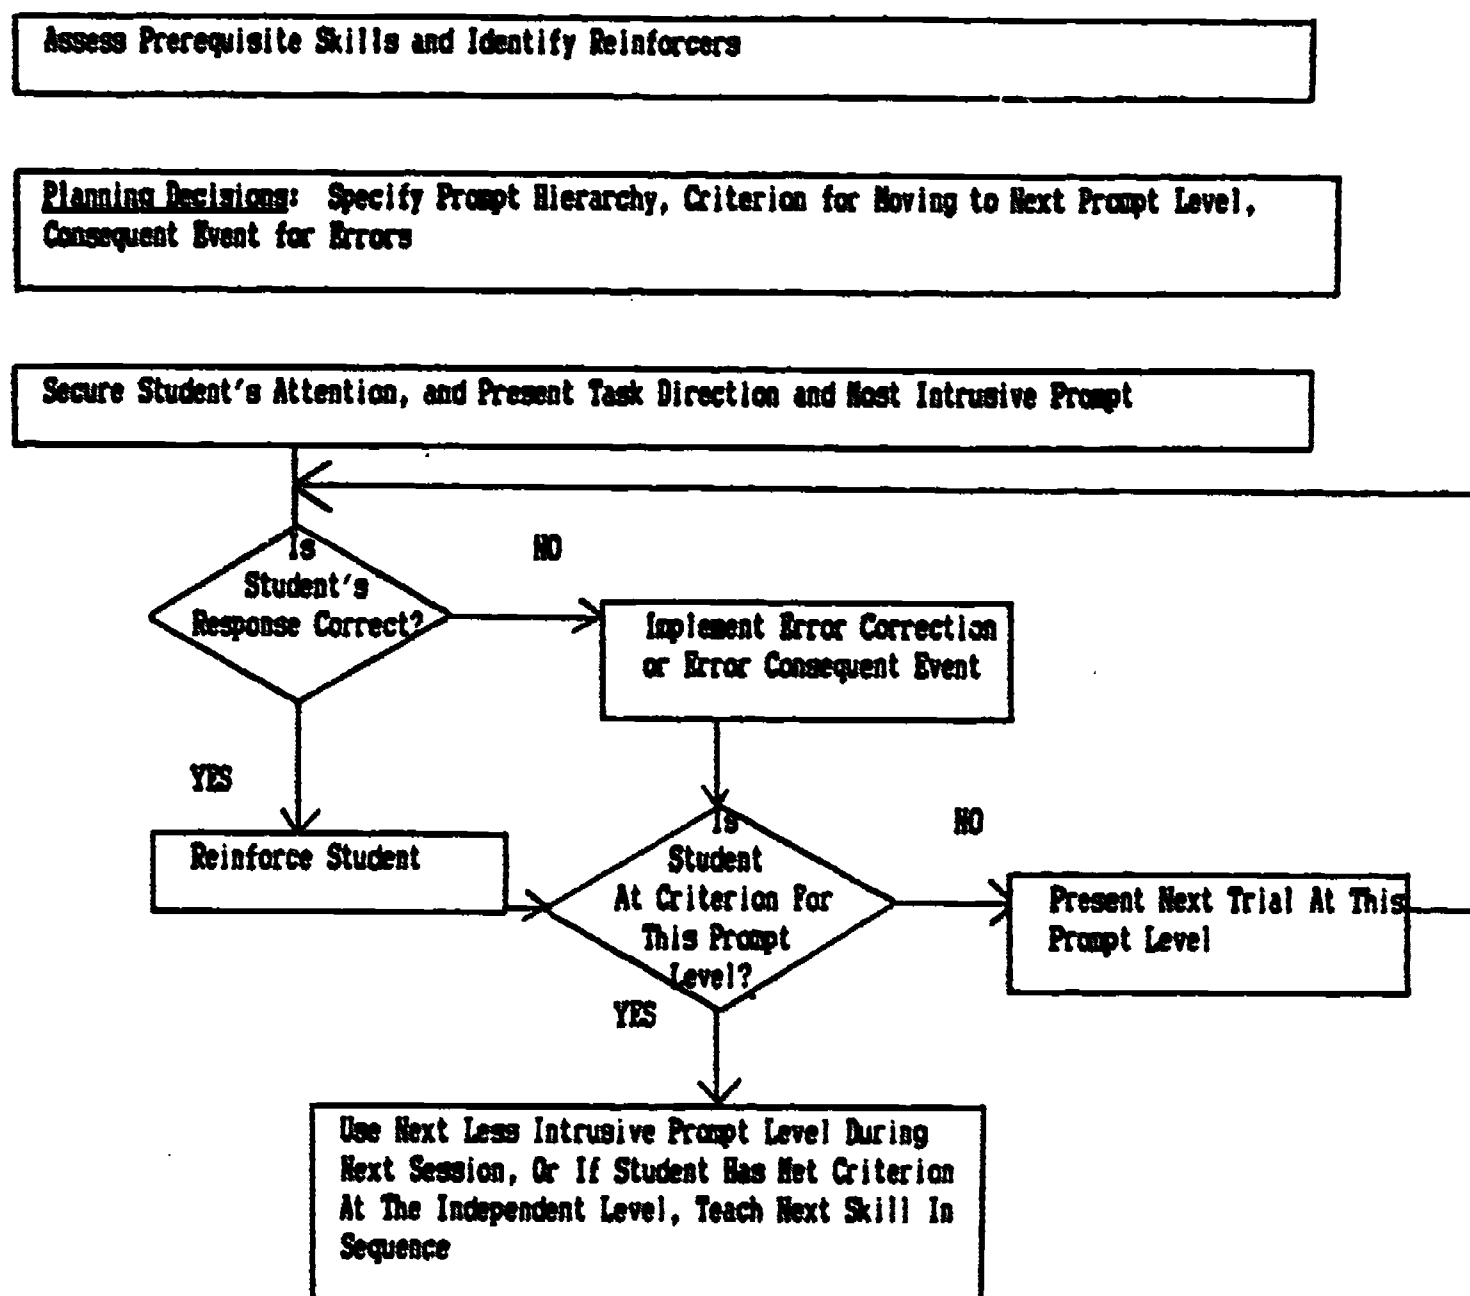 Assess Prerequisite Skills and Identify Reinforcers
Planning Decisions: Specify Prompt Hierarchy, Criterion for Moving to Next Prompt Level,
Consequent Event for Errors
Secure Student's Attention, and Present Task Direction and Most Intrusive Prompt
Is
Student's
Response Correct?
NO
Implement Error Correction
or Error Consequent Event
YES
Reinforce Student
Is
Student
At Criterion For
This Prompt
Level?
NO
Present Next Trial At This
Prompt Level
YES
Use Next Less Intrusive Prompt Level During
Next Session, Or If Student Has Met Criterion
At The Independent Level, Teach Next Skill In
Sequence